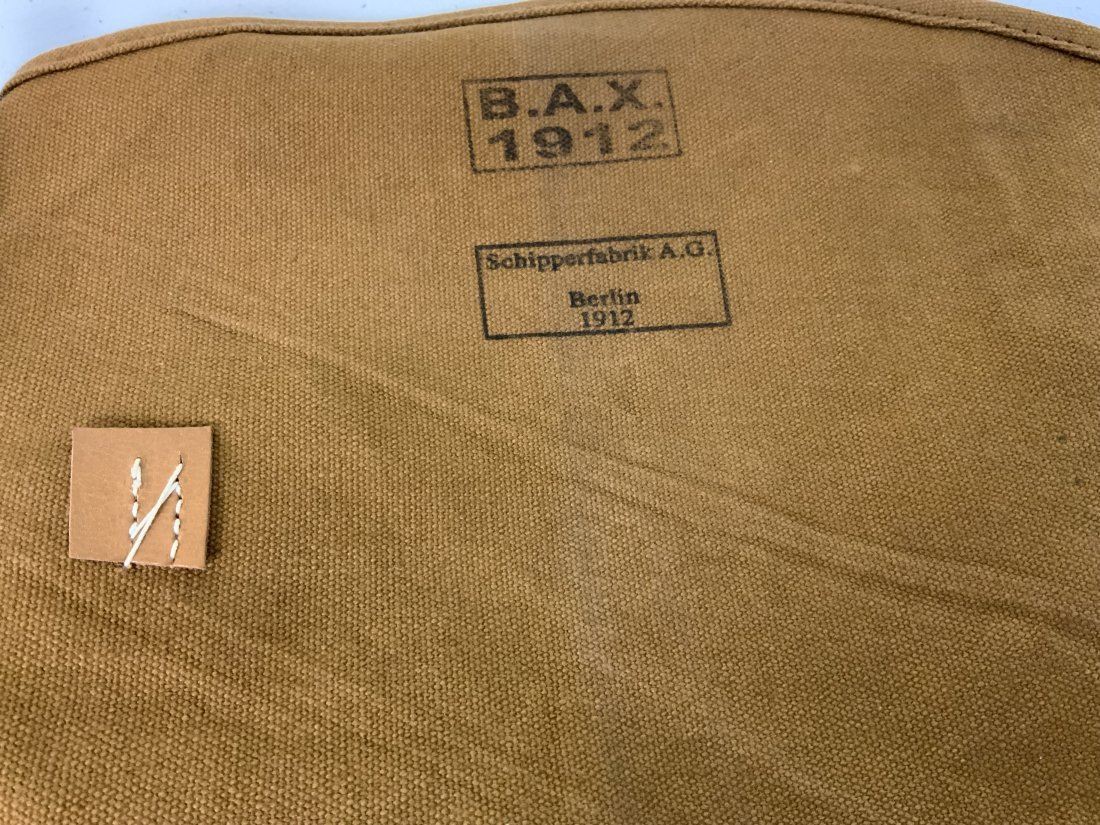 B.A.X.
1912
Schipperfabrik A.G.
Berlin
1912